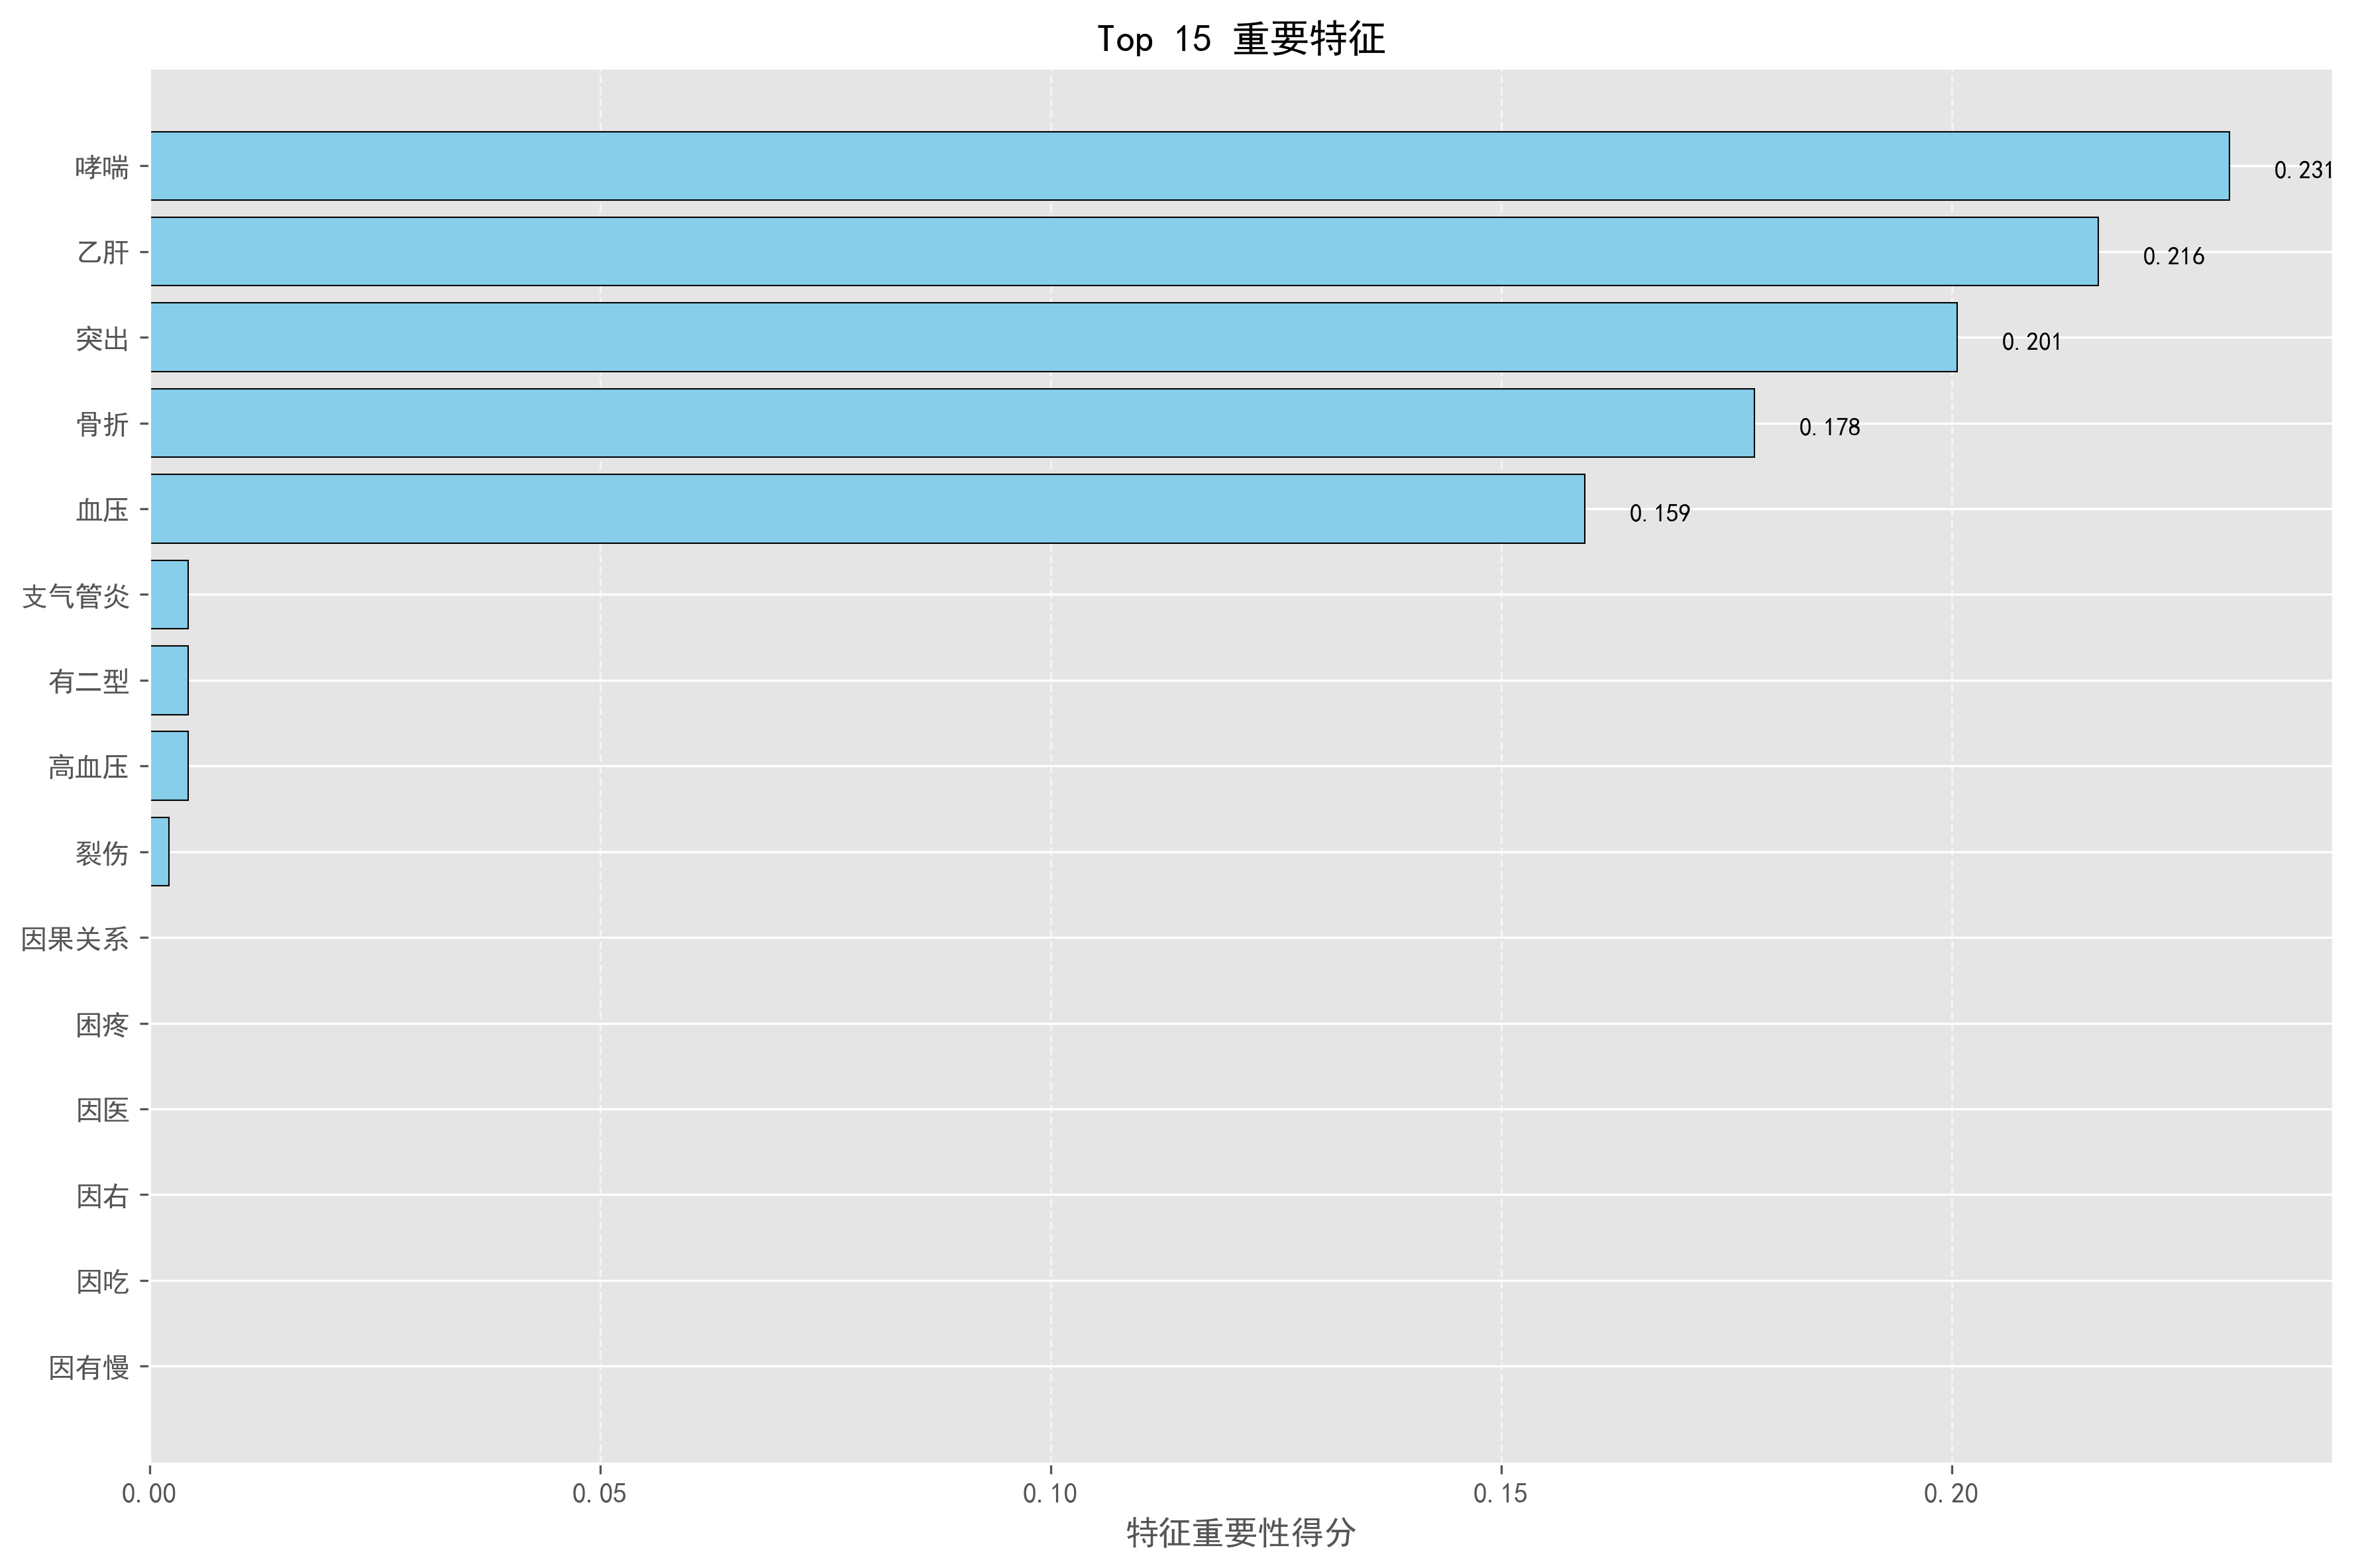 Top 15 重要特征
哮喘
0.231
乙肝
0.216
突出
0.201
骨折
0.178
血压
0.159
支气管炎
有二型
高血压
裂伤
因果关系
困疼
因医
因右
因吃
因有慢
0.00 0.05 0.10 0.15 0.20
特征重要性得分